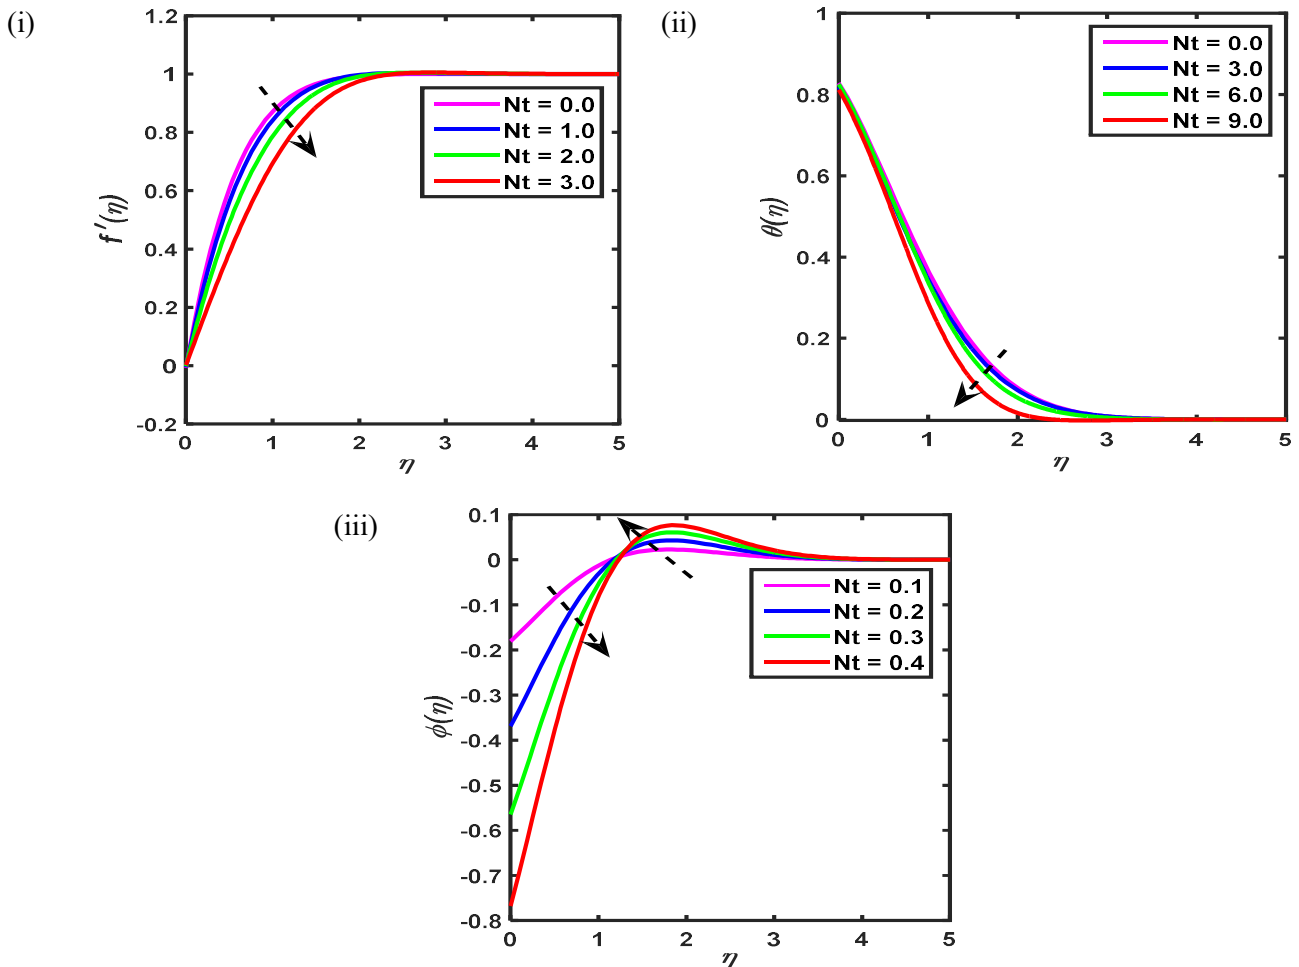 (i)
1.2
1
0.8
0.6
0.4
0.2
0
-0.2
f ′(η)
0 1 2 3 4 5
η
Nt = 0.0
Nt = 1.0
Nt = 2.0
Nt = 3.0
(ii)
1
0.8
0.6
0.4
0.2
0
θ(η)
0 1 2 3 4 5
η
Nt = 0.0
Nt = 3.0
Nt = 6.0
Nt = 9.0
(iii)
0.1
0
-0.1
-0.2
-0.3
-0.4
-0.5
-0.6
-0.7
-0.8
ϕ(η)
0 1 2 3 4 5
η
Nt = 0.1
Nt = 0.2
Nt = 0.3
Nt = 0.4